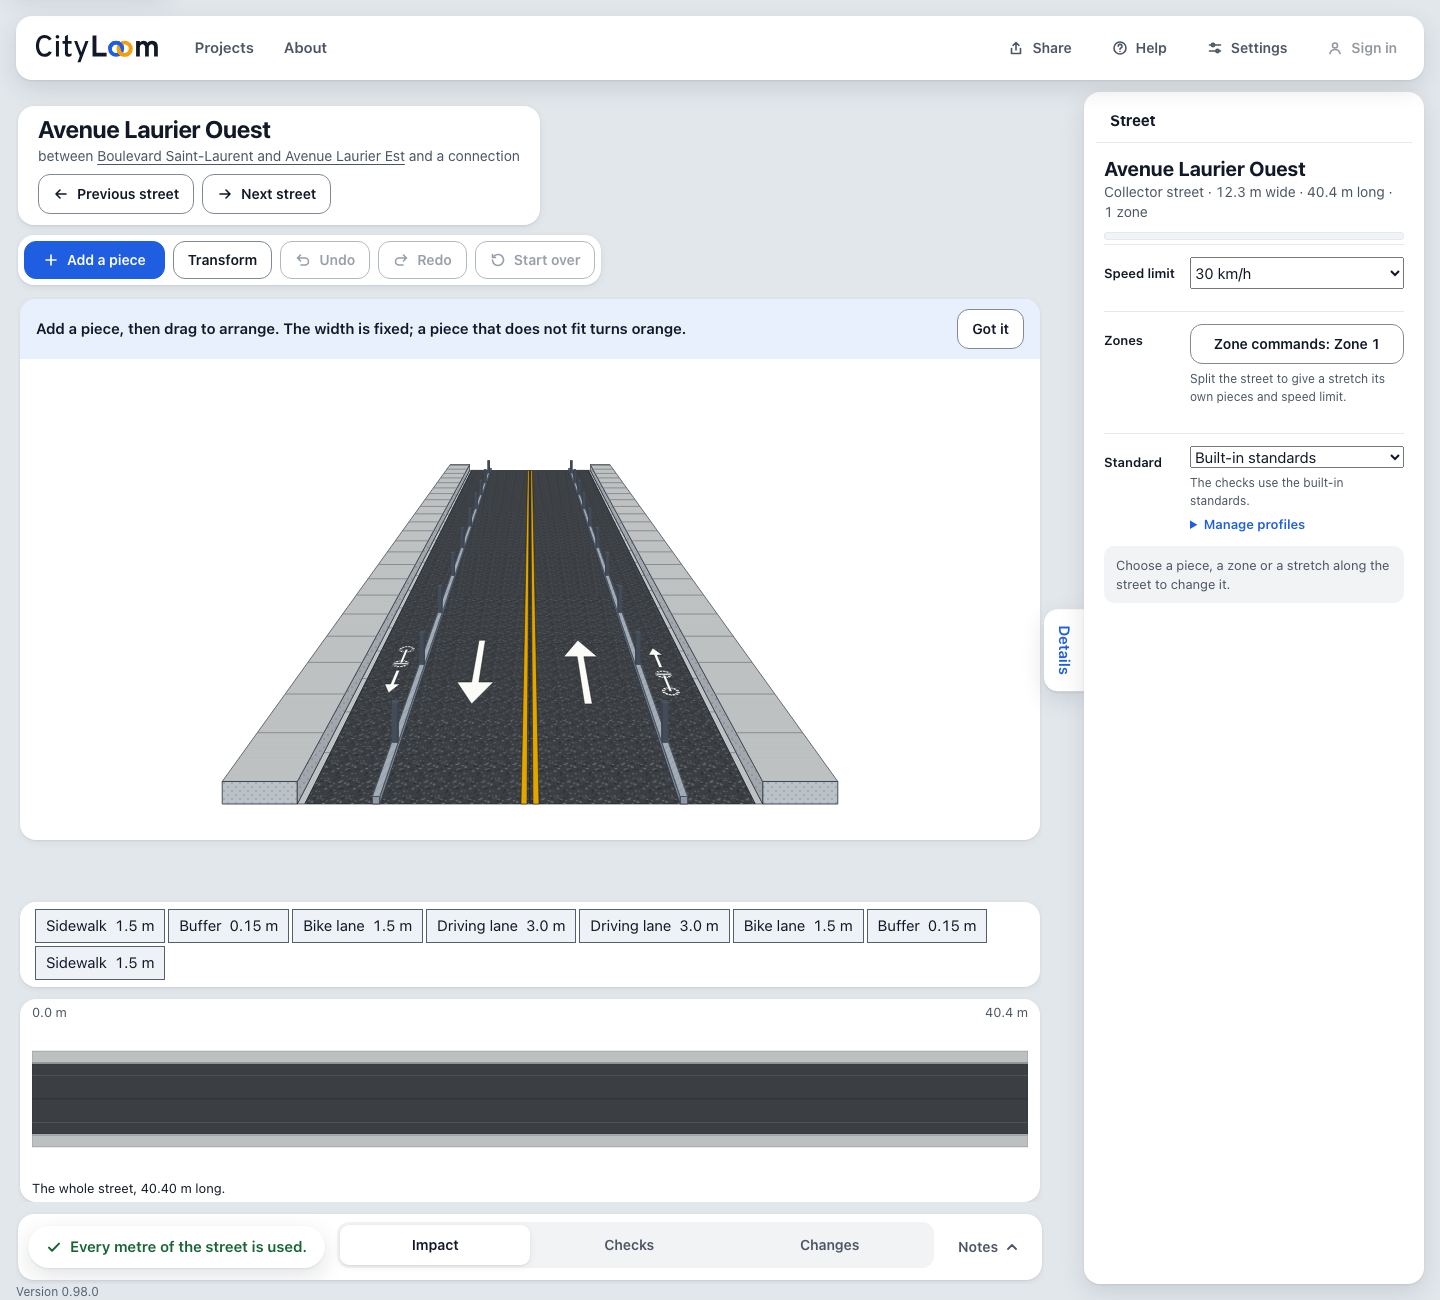 CityLoom
Projects
About
Share
Help
Settings
Sign in
Avenue Laurier Ouest
between Boulevard Saint-Laurent and Avenue Laurier Est and a connection
Previous street
Next street
Add a piece
Transform
Undo
Redo
Start over
Add a piece, then drag to arrange. The width is fixed; a piece that does not fit turns orange.
Got it
Sidewalk 1.5 m
Buffer 0.15 m
Bike lane 1.5 m
Driving lane 3.0 m
Driving lane 3.0 m
Bike lane 1.5 m
Buffer 0.15 m
Sidewalk 1.5 m
0.0 m
40.4 m
The whole street, 40.40 m long.
Every metre of the street is used.
Impact
Checks
Changes
Notes
Version 0.98.0
Details
Street
Avenue Laurier Ouest
Collector street · 12.3 m wide · 40.4 m long ·
1 zone
Speed limit
30 km/h
Zones
Zone commands: Zone 1
Split the street to give a stretch its
own pieces and speed limit.
Standard
Built-in standards
The checks use the built-in
standards.
Manage profiles
Choose a piece, a zone or a stretch along the
street to change it.